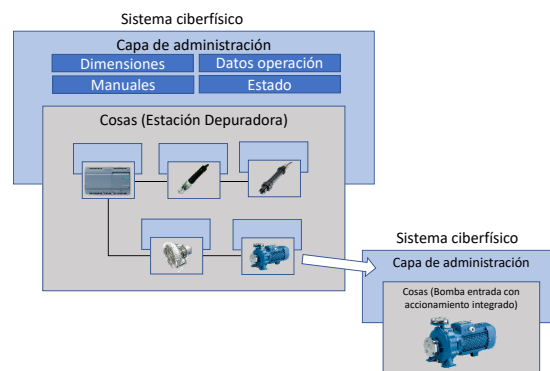 Sistema ciberfísico
Capa de administración
Dimensiones
Datos operación
Manuales
Estado
Cosas (Estación Depuradora)
Sistema ciberfísico
Capa de administración
Cosas (Bomba entrada con
accionamiento integrado)